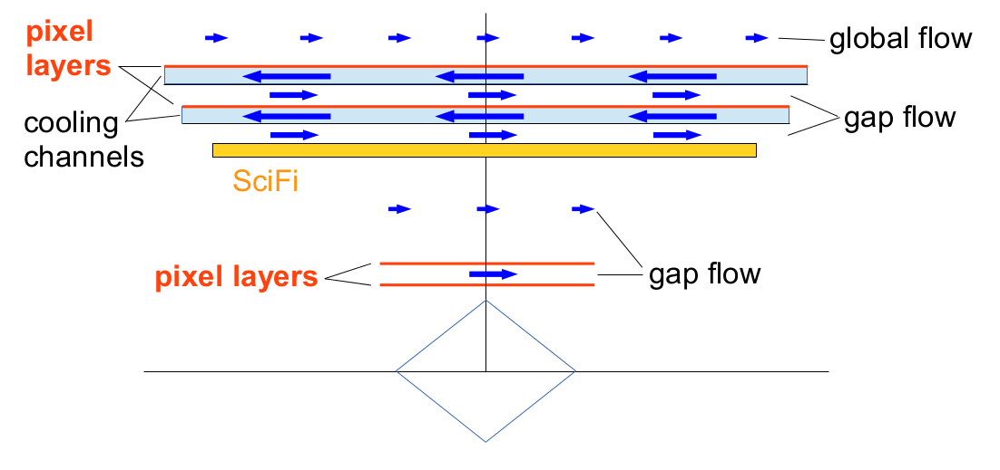 pixel
layers
global flow
cooling
channels
gap flow
SciFi
pixel layers
gap flow